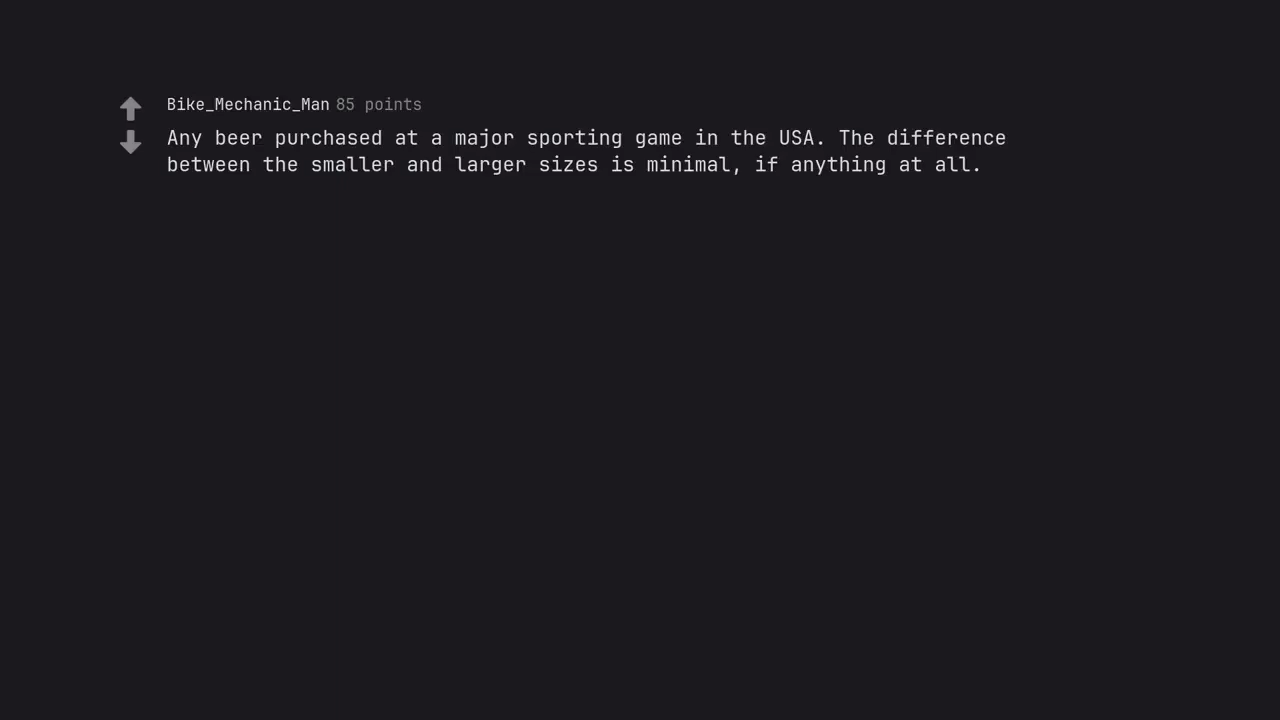 Bike_Mechanic_Man 85 points
Any beer purchased at a major sporting game in the USA. The difference
between the smaller and larger sizes is minimal, if anything at all.